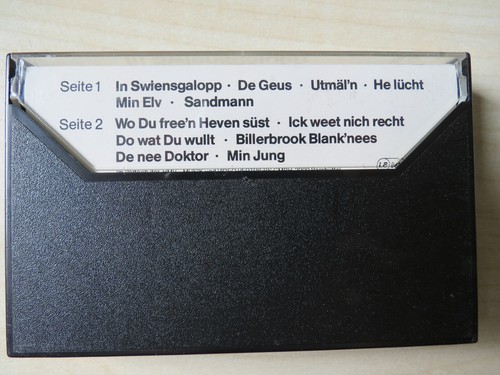 Seite 1 In Swiensgalopp · De Geus · Utmäl'n · He lücht
Min Elv · Sandmann
Seite 2 Wo Du free'n Heven süst · Ick weet nich recht
Do wat Du wullt · Billerbrook Blank'nees
De nee Doktor · Min Jung
LB